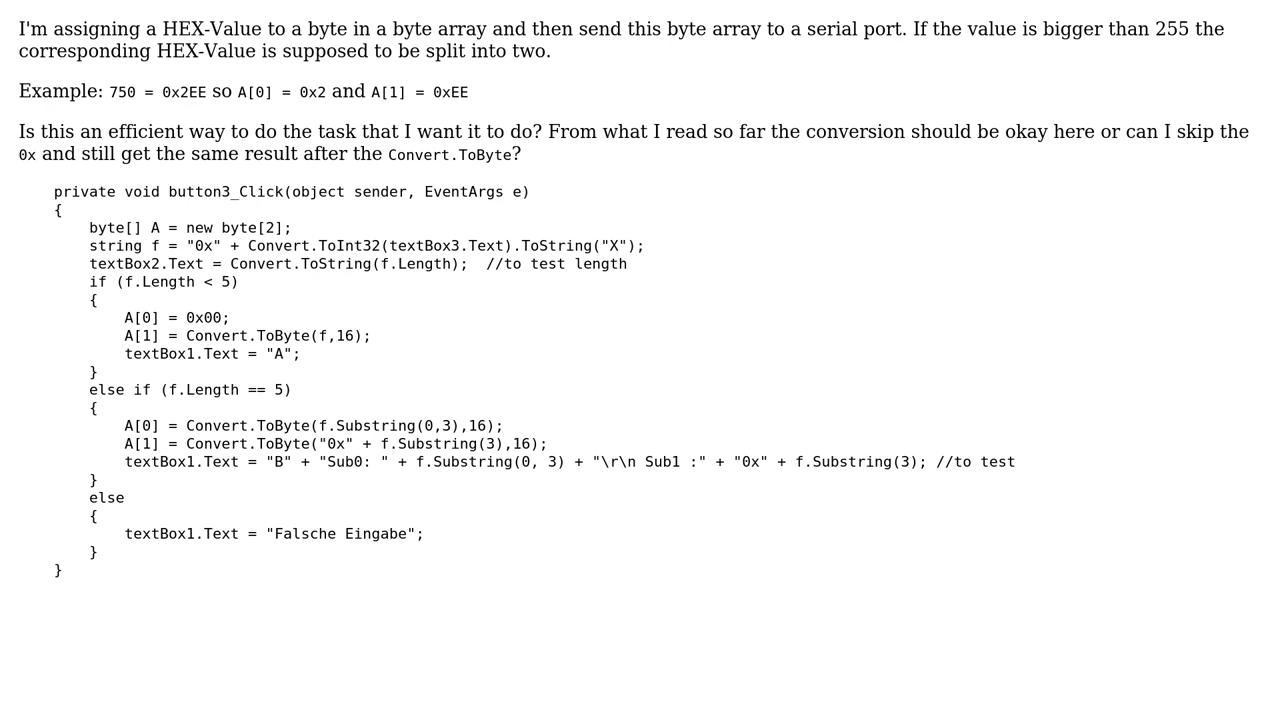 I'm assigning a HEX-Value to a byte in a byte array and then send this byte array to a serial port. If the value is bigger than 255 the
corresponding HEX-Value is supposed to be split into two.
Example: 750 = 0x2EE so A[0] = 0x2 and A[1] = 0xEE
Is this an efficient way to do the task that I want it to do? From what I read so far the conversion should be okay here or can I skip the
0x and still get the same result after the Convert.ToByte?
private void button3_Click(object sender, EventArgs e)
{
    byte[] A = new byte[2];
    string f = "0x" + Convert.ToInt32(textBox3.Text).ToString("X");
    textBox2.Text = Convert.ToString(f.Length);  //to test length
    if (f.Length < 5)
    {
        A[0] = 0x00;
        A[1] = Convert.ToByte(f,16);
        textBox1.Text = "A";
    }
    else if (f.Length == 5)
    {
        A[0] = Convert.ToByte(f.Substring(0,3),16);
        A[1] = Convert.ToByte("0x" + f.Substring(3),16);
        textBox1.Text = "B" + "Sub0: " + f.Substring(0, 3) + "\r\n Sub1 :" + "0x" + f.Substring(3); //to test
    }
    else
    {
        textBox1.Text = "Falsche Eingabe";
    }
}